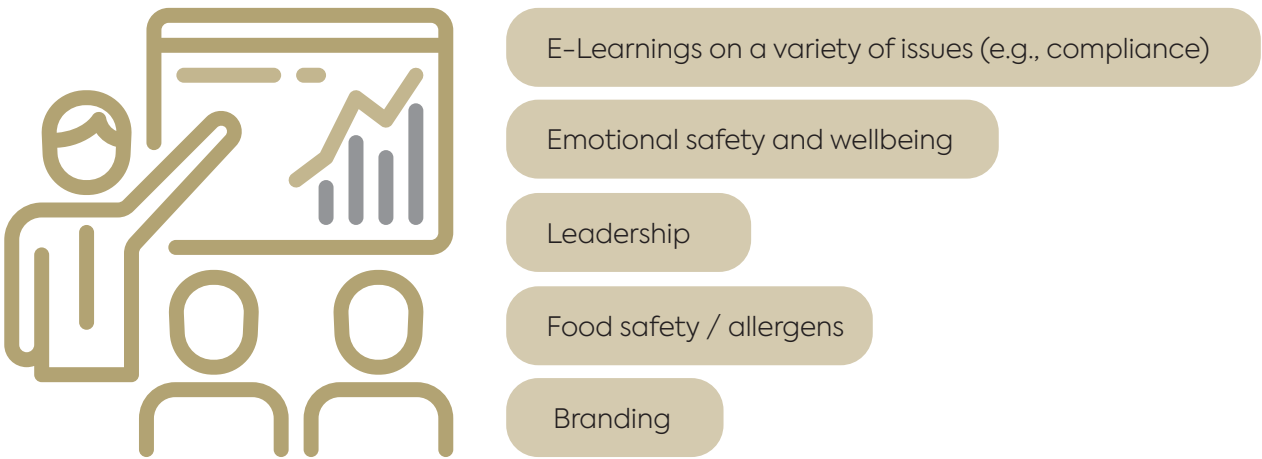 E-Learnings on a variety of issues (e.g., compliance)
Emotional safety and wellbeing
Leadership
Food safety / allergens
Branding